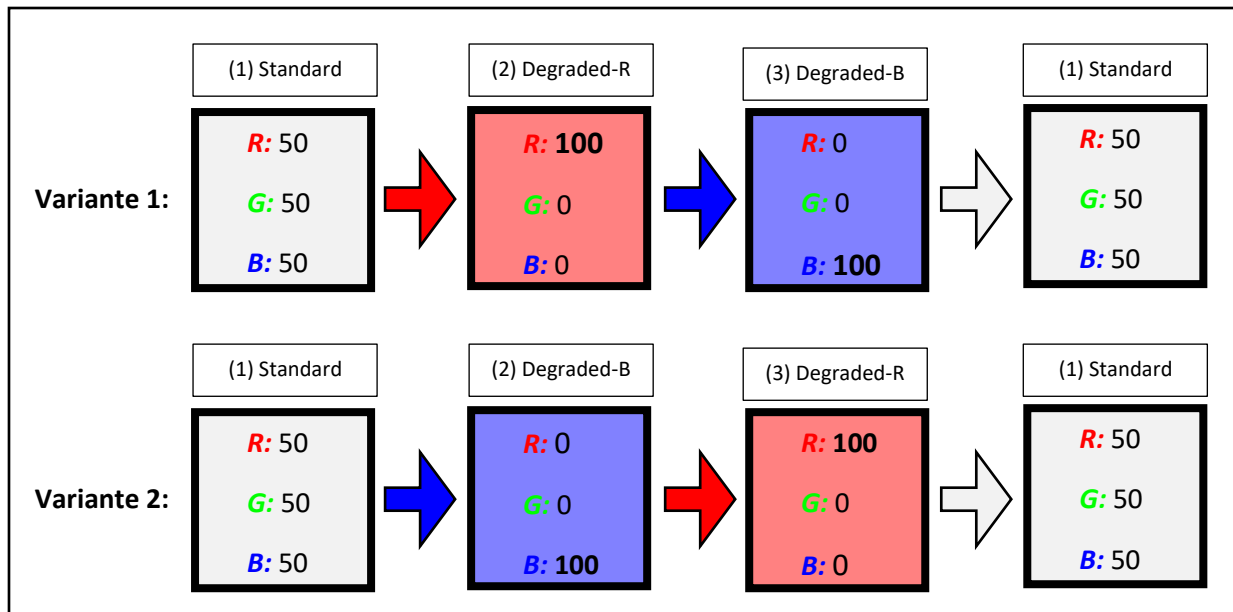 (1) Standard (2) Degraded-R (3) Degraded-B (1) Standard
R: 50 R: 100 R: 0 R: 50
Variante 1: G: 50 G: 0 G: 0 G: 50
B: 50 B: 0 B: 100 B: 50
(1) Standard (2) Degraded-B (3) Degraded-R (1) Standard
R: 50 R: 0 R: 100 R: 50
Variante 2: G: 50 G: 0 G: 0 G: 50
B: 50 B: 100 B: 0 B: 50